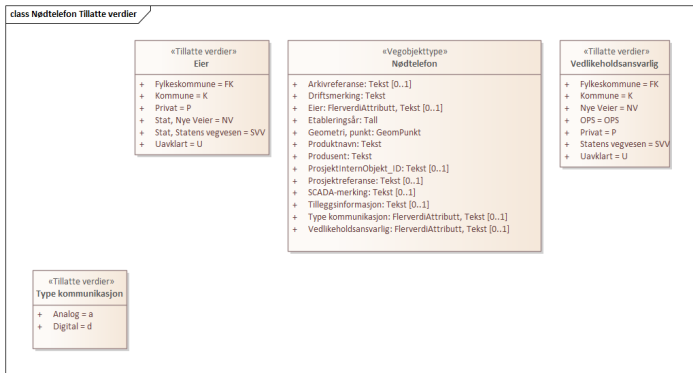 class Nødtelefon Tillatte verdier
«Tillatte verdier»
Eier
+ Fylkeskommune = FK
+ Kommune = K
+ Privat = P
+ Stat, Nye Veier = NV
+ Stat, Statens vegvesen = SVV
+ Uavklart = U
«Vegobjekttype»
Nødtelefon
+ Arkivreferanse: Tekst [0..1]
+ Driftsmerking: Tekst
+ Eier: FlerverdiAttributt, Tekst [0..1]
+ Etableringsår: Tall
+ Geometri, punkt: GeomPunkt
+ Produktnavn: Tekst
+ Produsent: Tekst
+ ProsjektInternObjekt_ID: Tekst [0..1]
+ Prosjektreferanse: Tekst [0..1]
+ SCADA-merking: Tekst [0..1]
+ Tilleggsinformasjon: Tekst [0..1]
+ Type kommunikasjon: FlerverdiAttributt, Tekst [0..1]
+ Vedlikeholdsansvarlig: FlerverdiAttributt, Tekst [0..1]
«Tillatte verdier»
Vedlikeholdsansvarlig
+ Fylkeskommune = FK
+ Kommune = K
+ Nye Veier = NV
+ OPS = OPS
+ Privat = P
+ Statens vegvesen = SVV
+ Uavklart = U
«Tillatte verdier»
Type kommunikasjon
+ Analog = a
+ Digital = d